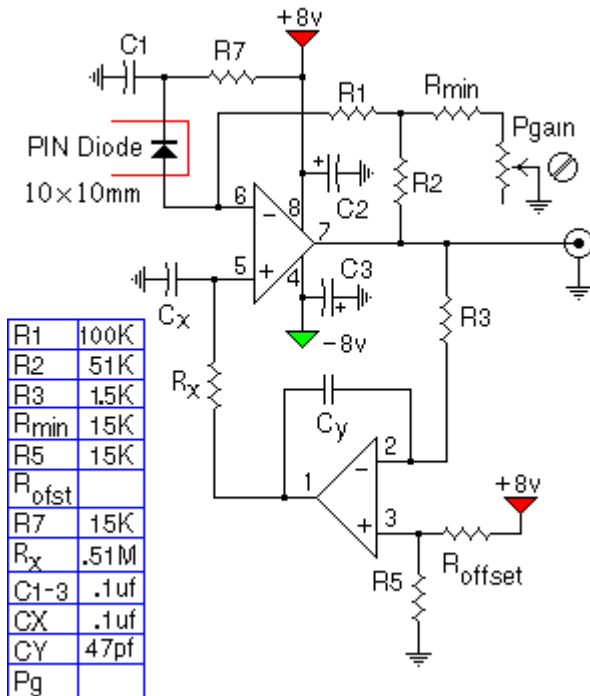 +8v
C1
R7
R1
Rmin
Pgain
PIN Diode
10×10mm
R2
+
C2
6
−
8
7
5
+
4
C3
+
Cx
−8v
R3
Rx
Cy
2
−
1
+8v
+
3
R5
Roffset
R1 100K
R2 51K
R3 1.5K
Rmin 15K
R5 15K
Rofst
R7 15K
Rx .51M
C1-3 .1uf
CX .1uf
CY 47pf
Pg